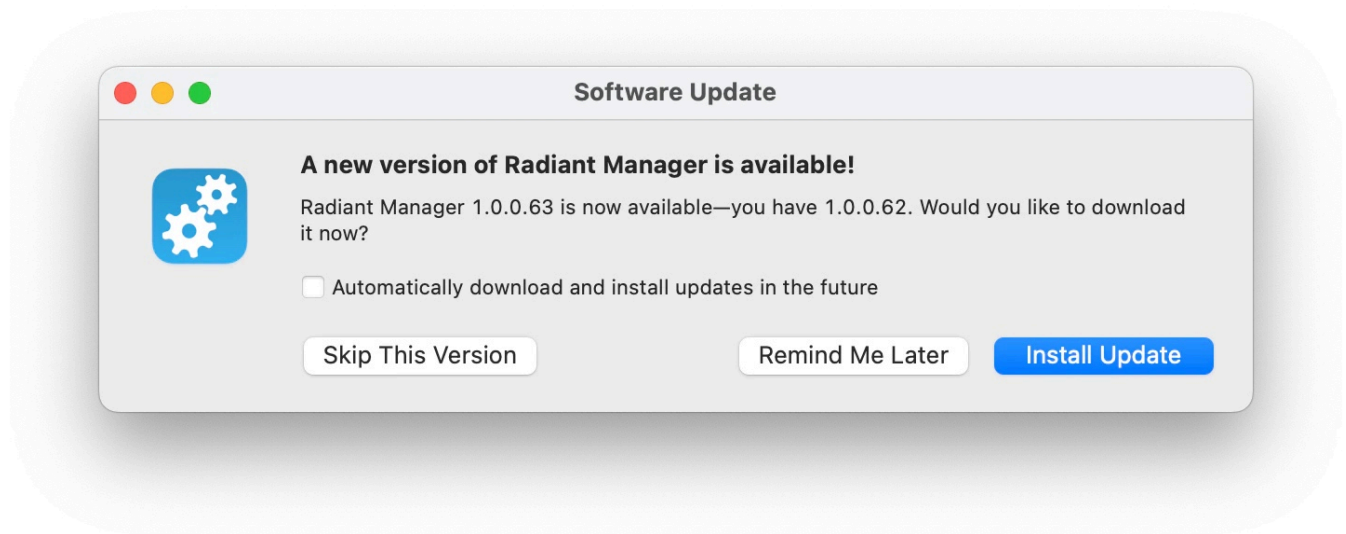 Software Update
A new version of Radiant Manager is available!
Radiant Manager 1.0.0.63 is now available—you have 1.0.0.62. Would you like to download
it now?
Automatically download and install updates in the future
Skip This Version
Remind Me Later
Install Update